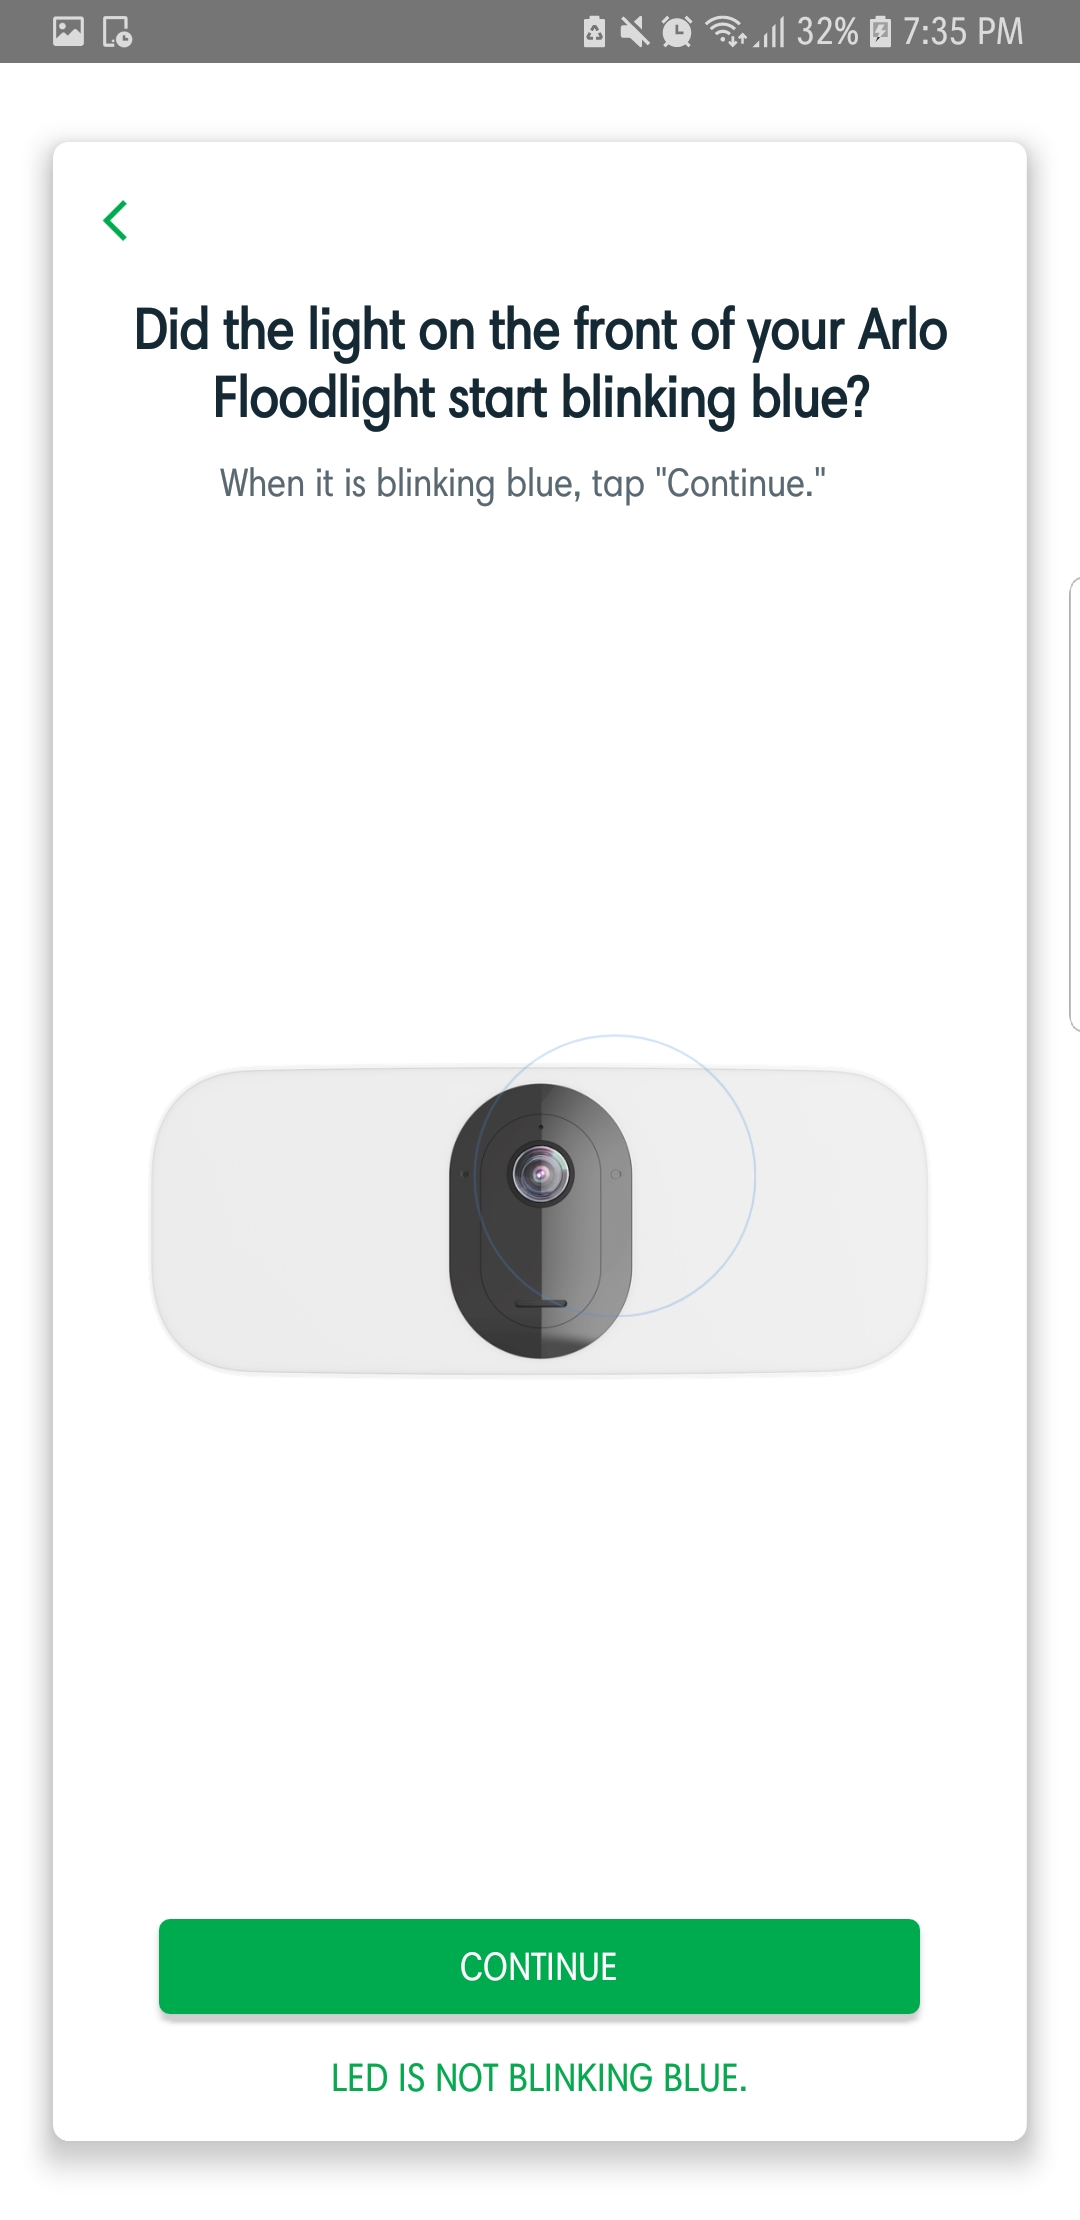 32% 7:35 PM
Did the light on the front of your Arlo
Floodlight start blinking blue?
When it is blinking blue, tap "Continue."
CONTINUE
LED IS NOT BLINKING BLUE.